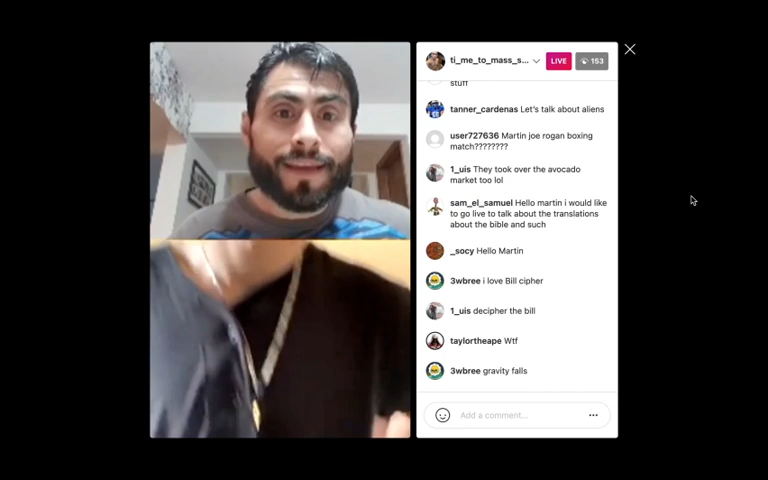 ti_me_to_mass_s...
LIVE
153
stuff
tanner_cardenas Let's talk about aliens
user727636 Martin joe rogan boxing
match????????
1_uis They took over the avocado
market too lol
sam_el_samuel Hello martin i would like
to go live to talk about the translations
about the bible and such
_socy Hello Martin
3wbree i love Bill cipher
1_uis decipher the bill
taylortheape Wtf
3wbree gravity falls
Add a comment...